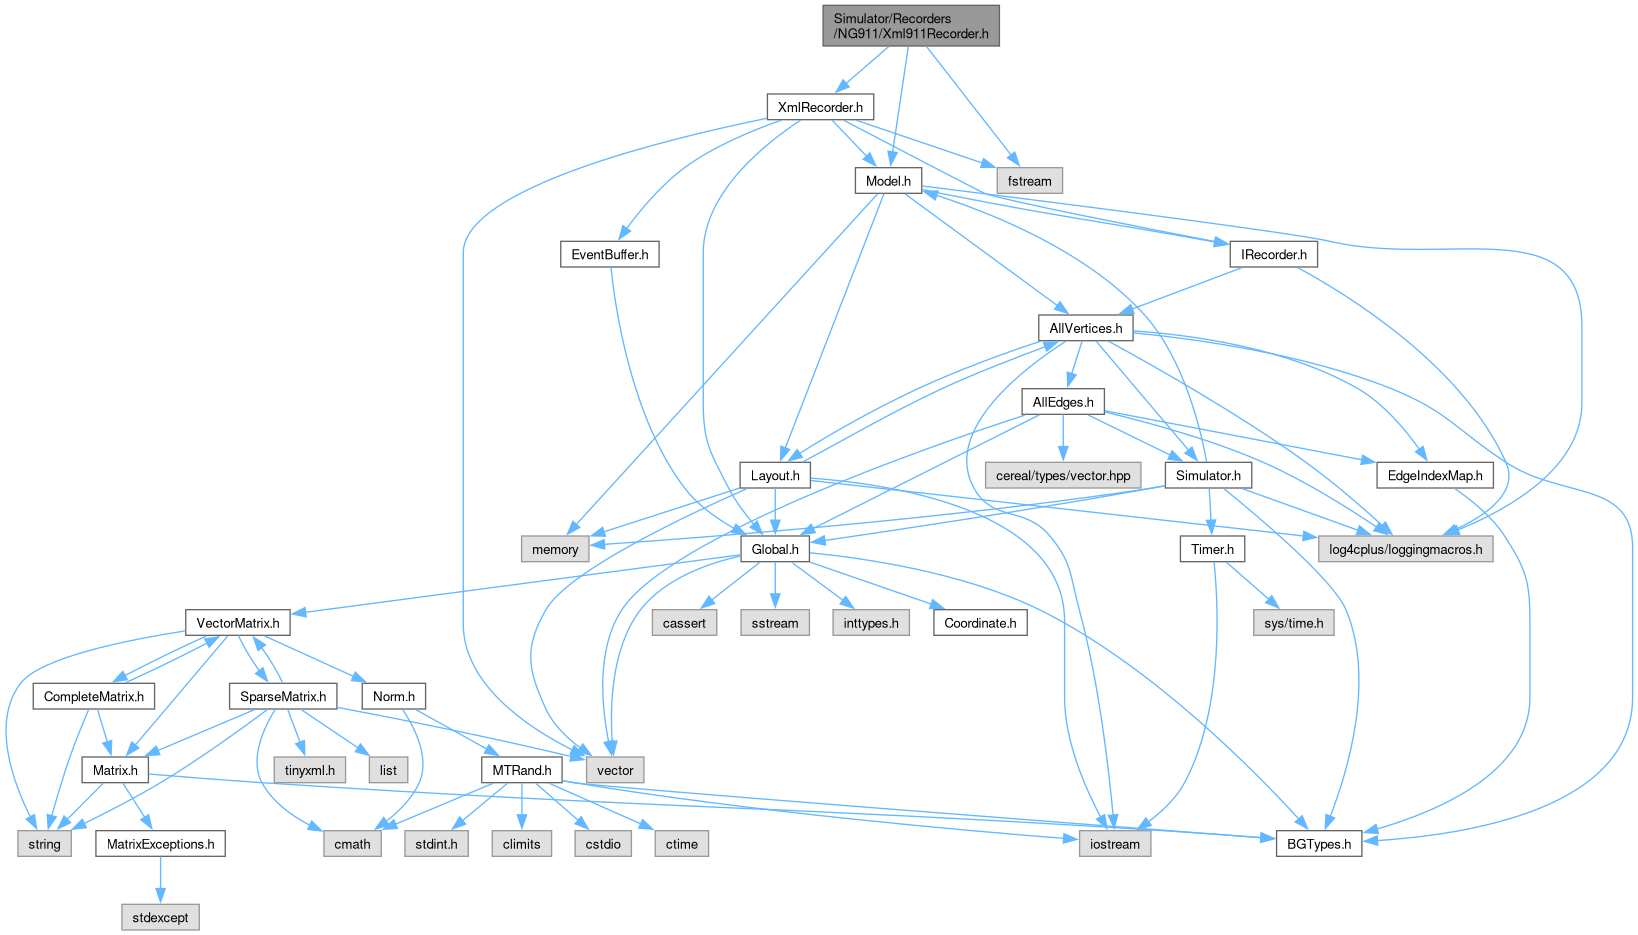 Simulator/Recorders
/NG911/Xml911Recorder.h
XmlRecorder.h
Model.h
fstream
EventBuffer.h
IRecorder.h
AllVertices.h
AllEdges.h
Layout.h
cereal/types/vector.hpp
Simulator.h
EdgeIndexMap.h
memory
Global.h
Timer.h
log4cplus/loggingmacros.h
VectorMatrix.h
cassert
sstream
inttypes.h
Coordinate.h
sys/time.h
CompleteMatrix.h
SparseMatrix.h
Norm.h
Matrix.h
tinyxml.h
list
MTRand.h
vector
string
MatrixExceptions.h
cmath
stdint.h
climits
cstdio
ctime
iostream
BGTypes.h
stdexcept